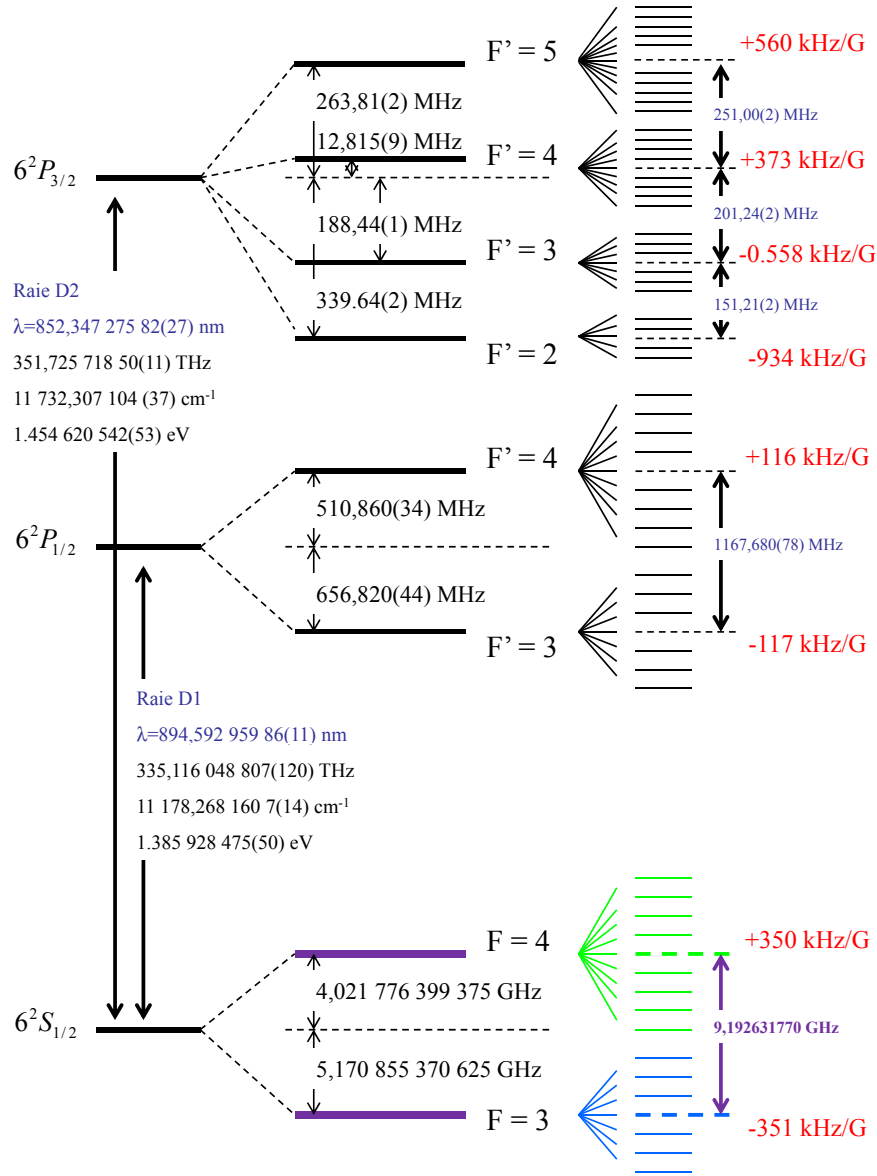 F' = 5
+560 kHz/G
263,81(2) MHz
251,00(2) MHz
12,815(9) MHz
F' = 4
+373 kHz/G
6²P₃/₂
188,44(1) MHz
201,24(2) MHz
F' = 3
-0.558 kHz/G
339.64(2) MHz
151,21(2) MHz
F' = 2
-934 kHz/G
Raie D2
λ=852,347 275 82(27) nm
351,725 718 50(11) THz
11 732,307 104 (37) cm⁻¹
1.454 620 542(53) eV
F' = 4
+116 kHz/G
510,860(34) MHz
6²P₁/₂
1167,680(78) MHz
656,820(44) MHz
F' = 3
-117 kHz/G
Raie D1
λ=894,592 959 86(11) nm
335,116 048 807(120) THz
11 178,268 160 7(14) cm⁻¹
1.385 928 475(50) eV
F = 4
+350 kHz/G
4,021 776 399 375 GHz
6²S₁/₂
9,192631770 GHz
5,170 855 370 625 GHz
F = 3
-351 kHz/G